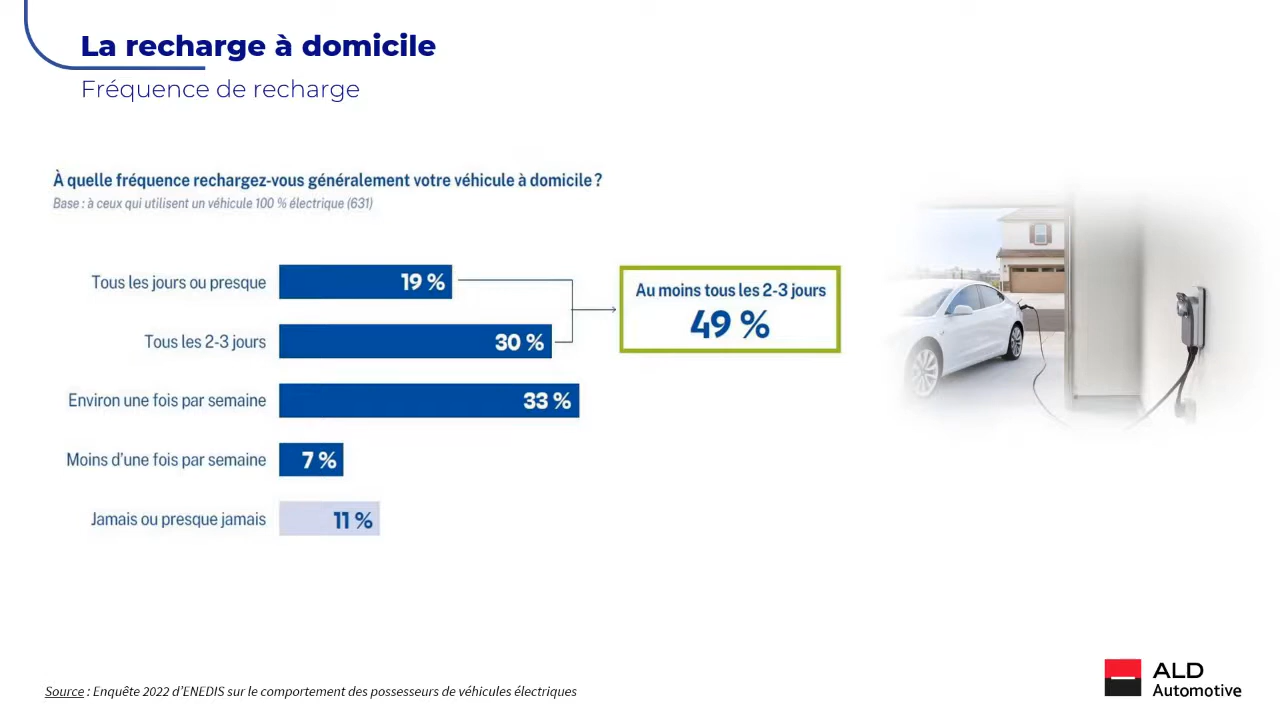 La recharge à domicile
Fréquence de recharge
À quelle fréquence rechargez-vous généralement votre véhicule à domicile ?
Base : à ceux qui utilisent un véhicule 100 % électrique (631)
Tous les jours ou presque
19 %
Tous les 2-3 jours
30 %
Au moins tous les 2-3 jours
49 %
Environ une fois par semaine
33 %
Moins d'une fois par semaine
7 %
Jamais ou presque jamais
11 %
Source : Enquête 2022 d'ENEDIS sur le comportement des possesseurs de véhicules électriques
ALD
Automotive